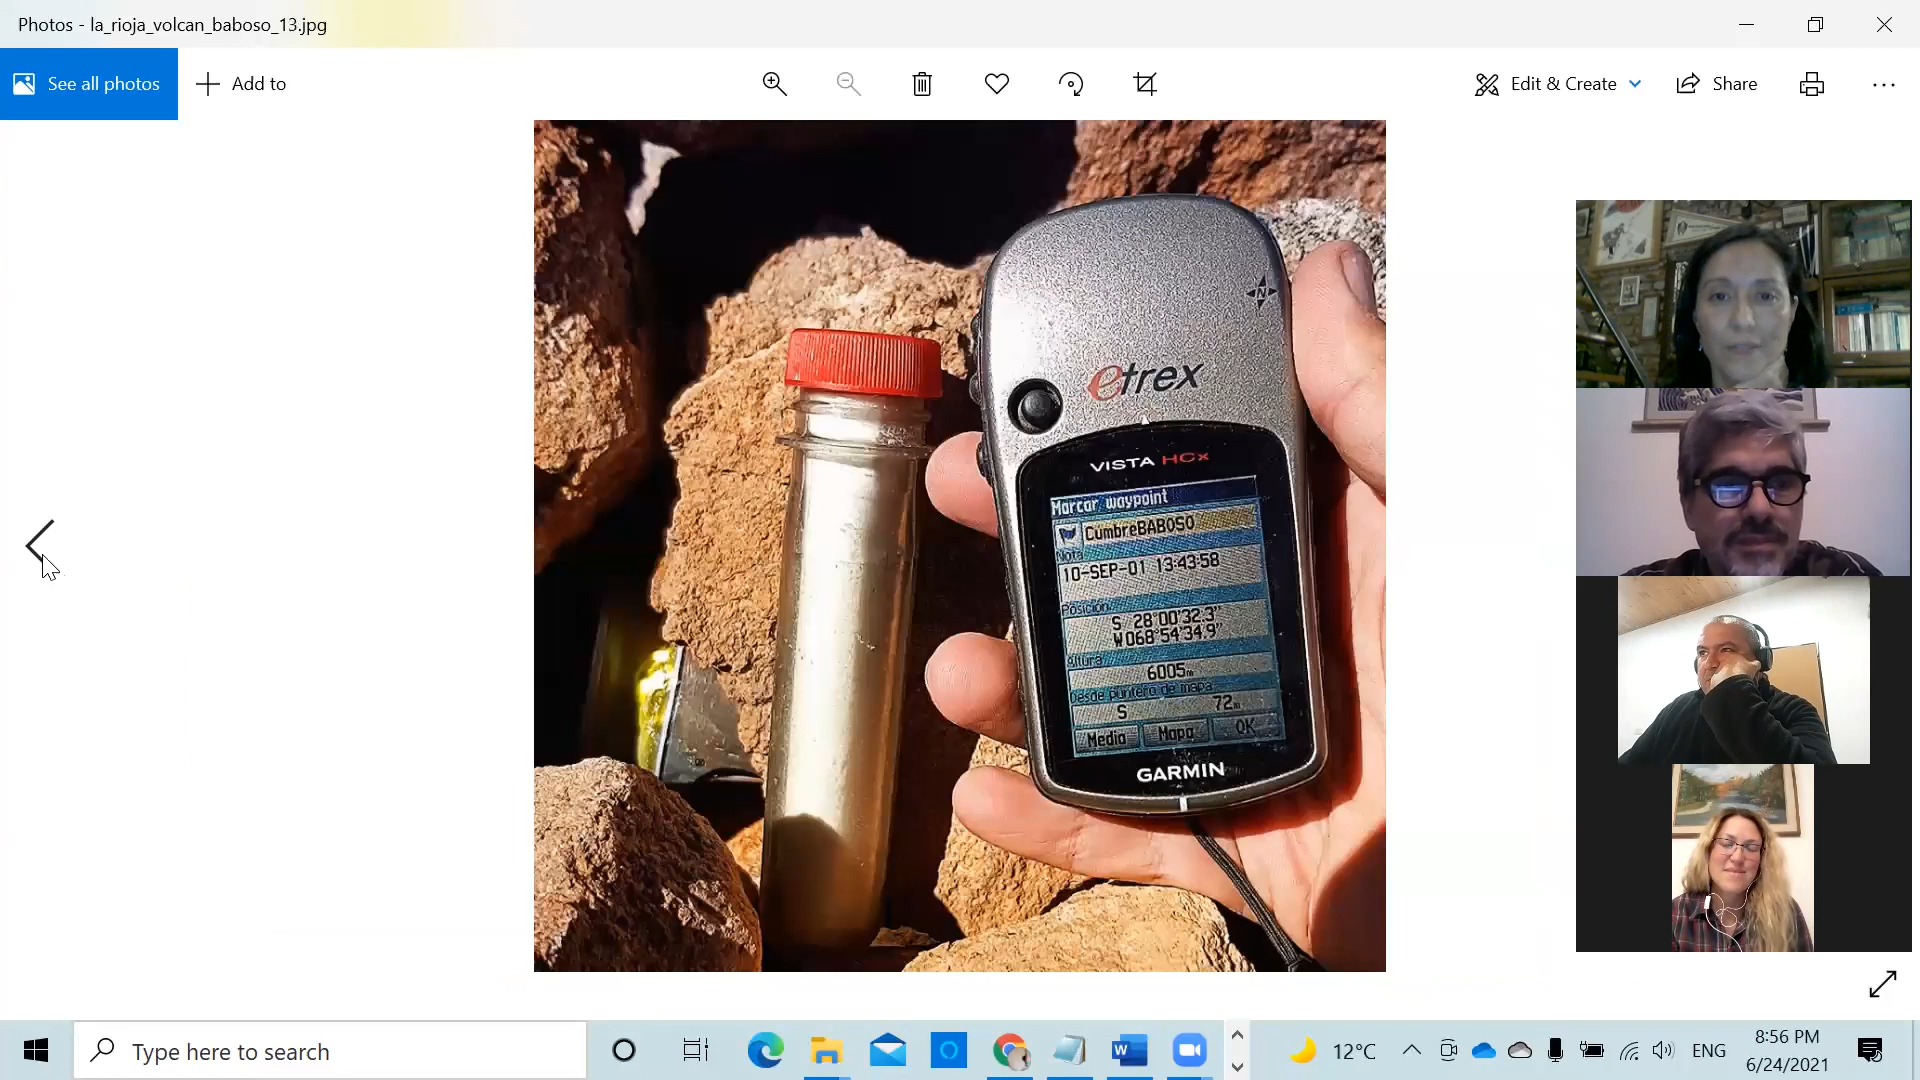 Photos - la_rioja_volcan_baboso_13.jpg
See all photos
Add to
Edit & Create
Share
etrex
VISTA HCx
Marcar waypoint
CumbreBABOSO
Nota
10-SEP-01 13:43:58
Posición
S 28°00'32.3"
W068°54'34.9"
Altura
6005m
Desde puntero de mapa
S 72m
Media Mapa OK
GARMIN
N
Type here to search
12°C
ENG
8:56 PM
6/24/2021